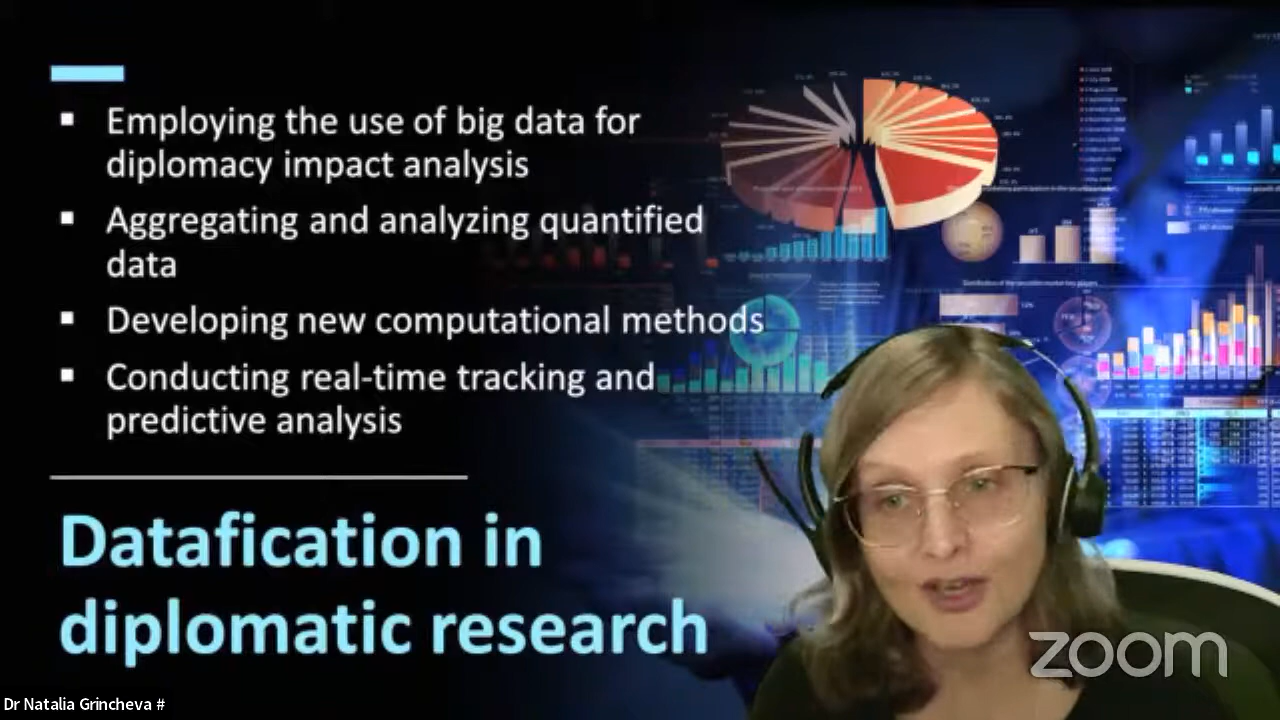 Employing the use of big data for
diplomacy impact analysis
Aggregating and analyzing quantified
data
Developing new computational methods
Conducting real-time tracking and
predictive analysis
Datafication in
diplomatic research
zoom
Dr Natalia Grincheva #